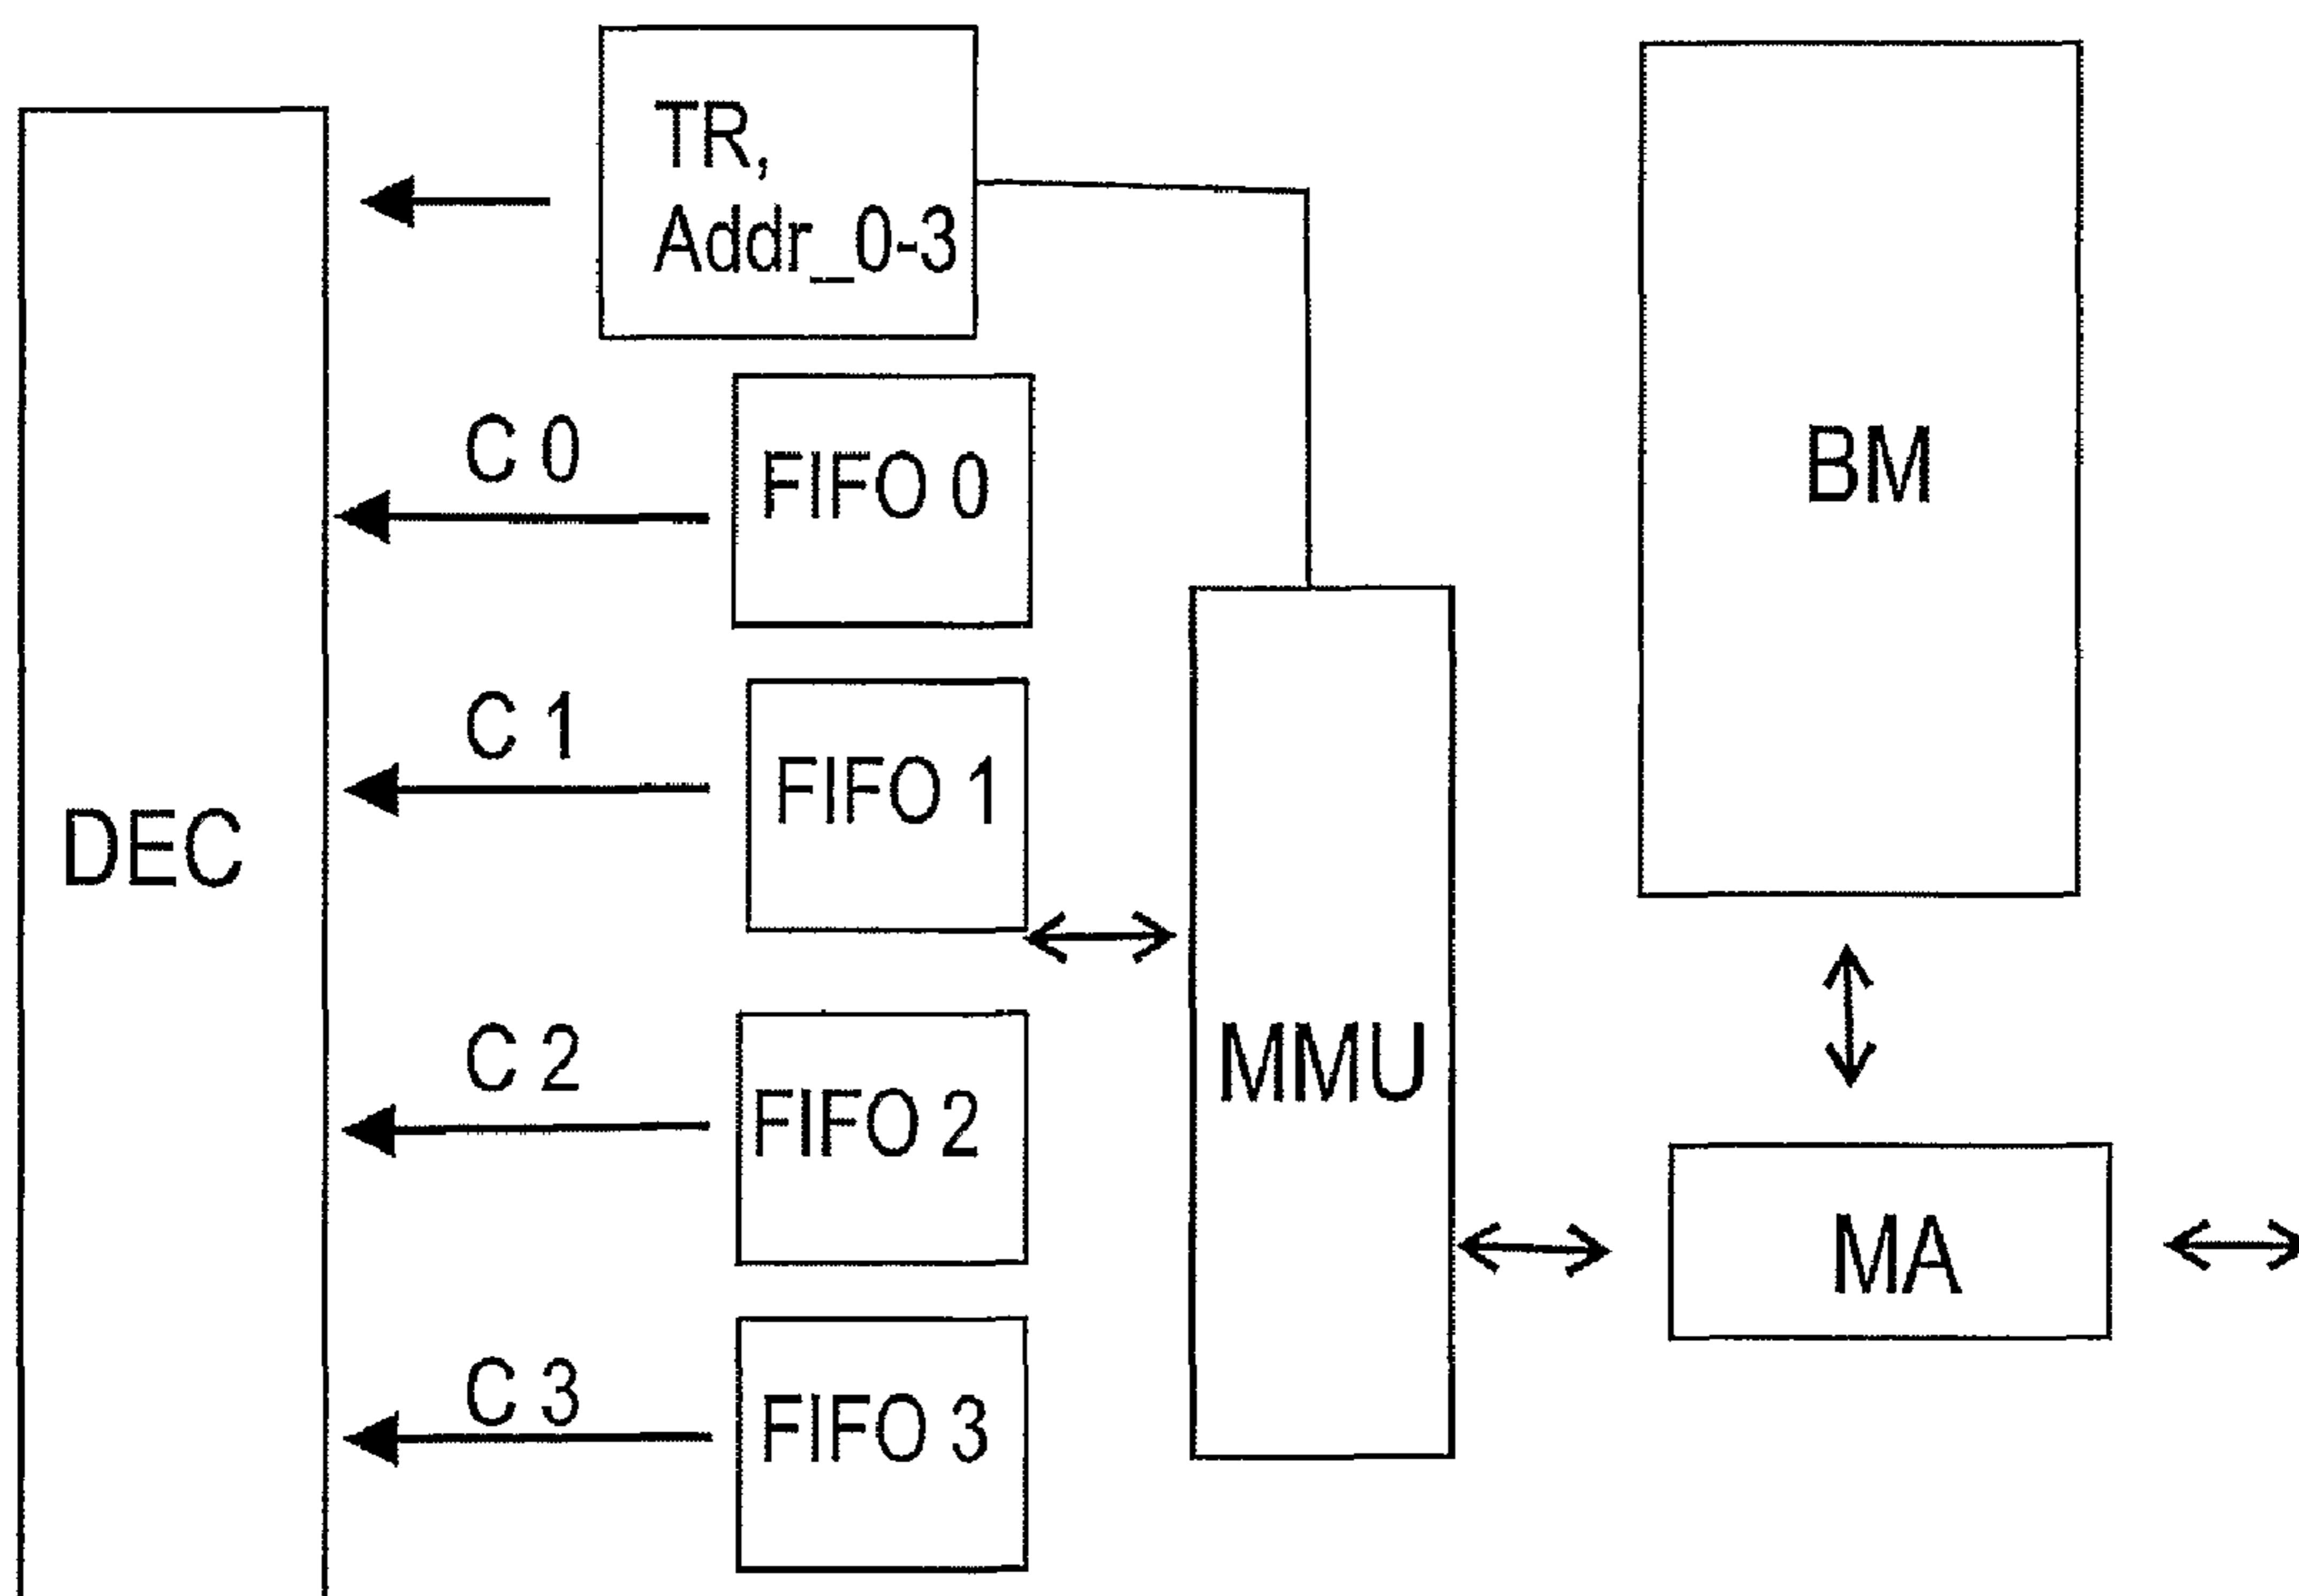 TR,
Addr_0-3
BM
C 0
FIFO 0
C 1
FIFO 1
DEC
C 2
FIFO 2
MMU
C 3
FIFO 3
MA